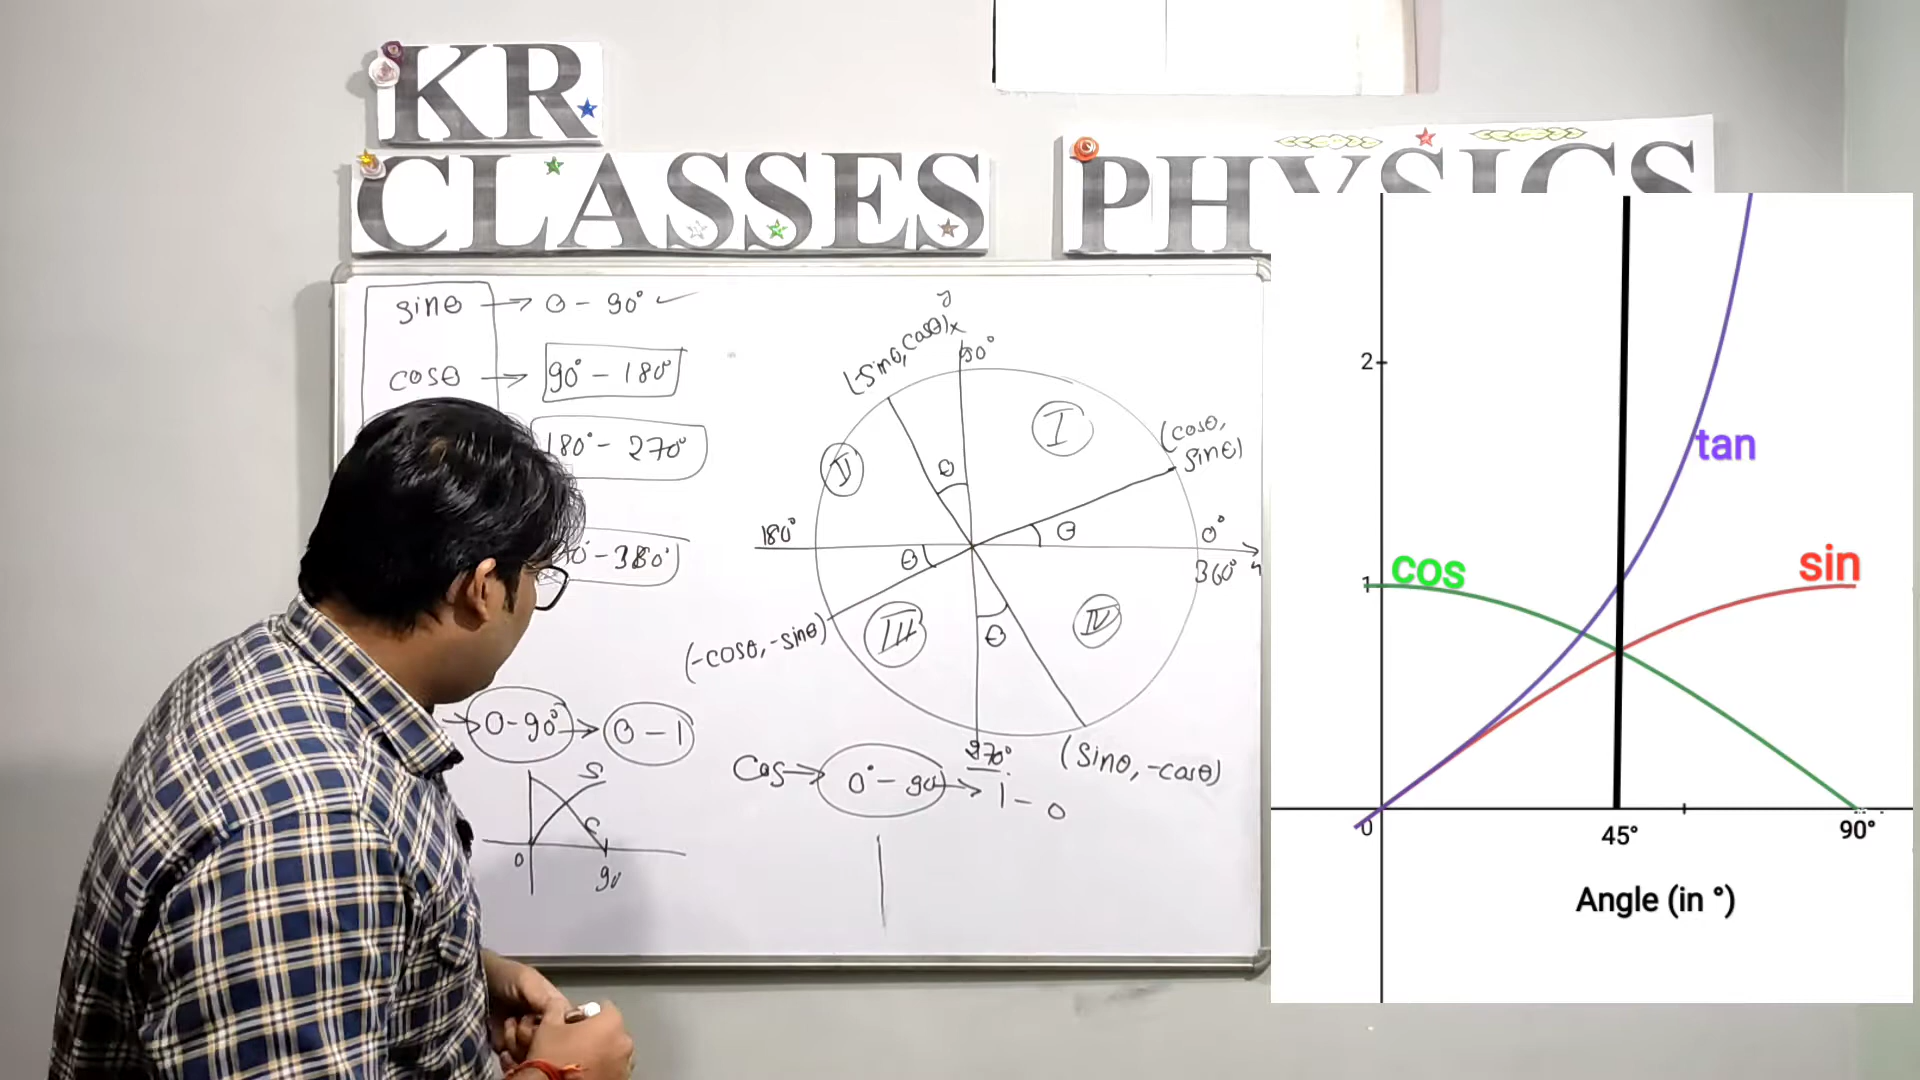 KR
CLASSES PHYSICS
sinθ → 0 - 90°
cosθ → 90° - 180°
180° - 270°
→ 0-90° → 0 - 1
S
C
0
90
y
(-sinθ, cosθ)
90°
I
(cosθ,
sinθ)
II
θ
θ
180°
0°
360°
θ
III
IV
θ
(-cosθ, -sinθ)
270°
(sinθ, -cosθ)
Cos → 0° - 90 → 1 - 0
2
tan
1
cos
sin
0
45°
90°
Angle (in °)